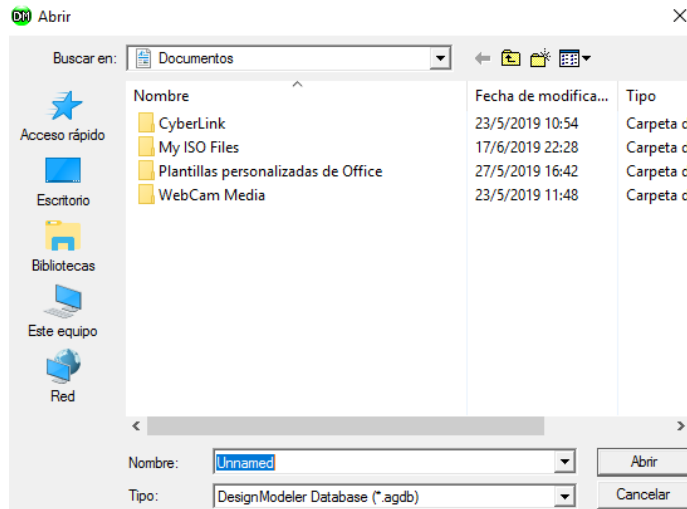 DM Abrir
Buscar en: Documentos
Nombre Fecha de modifica... Tipo
CyberLink 23/5/2019 10:54 Carpeta d
My ISO Files 17/6/2019 22:28 Carpeta d
Plantillas personalizadas de Office 27/5/2019 16:42 Carpeta d
WebCam Media 23/5/2019 11:48 Carpeta d
Acceso rápido
Escritorio
Bibliotecas
Este equipo
Red
Nombre: Unnamed Abrir
Tipo: DesignModeler Database (*.agdb) Cancelar